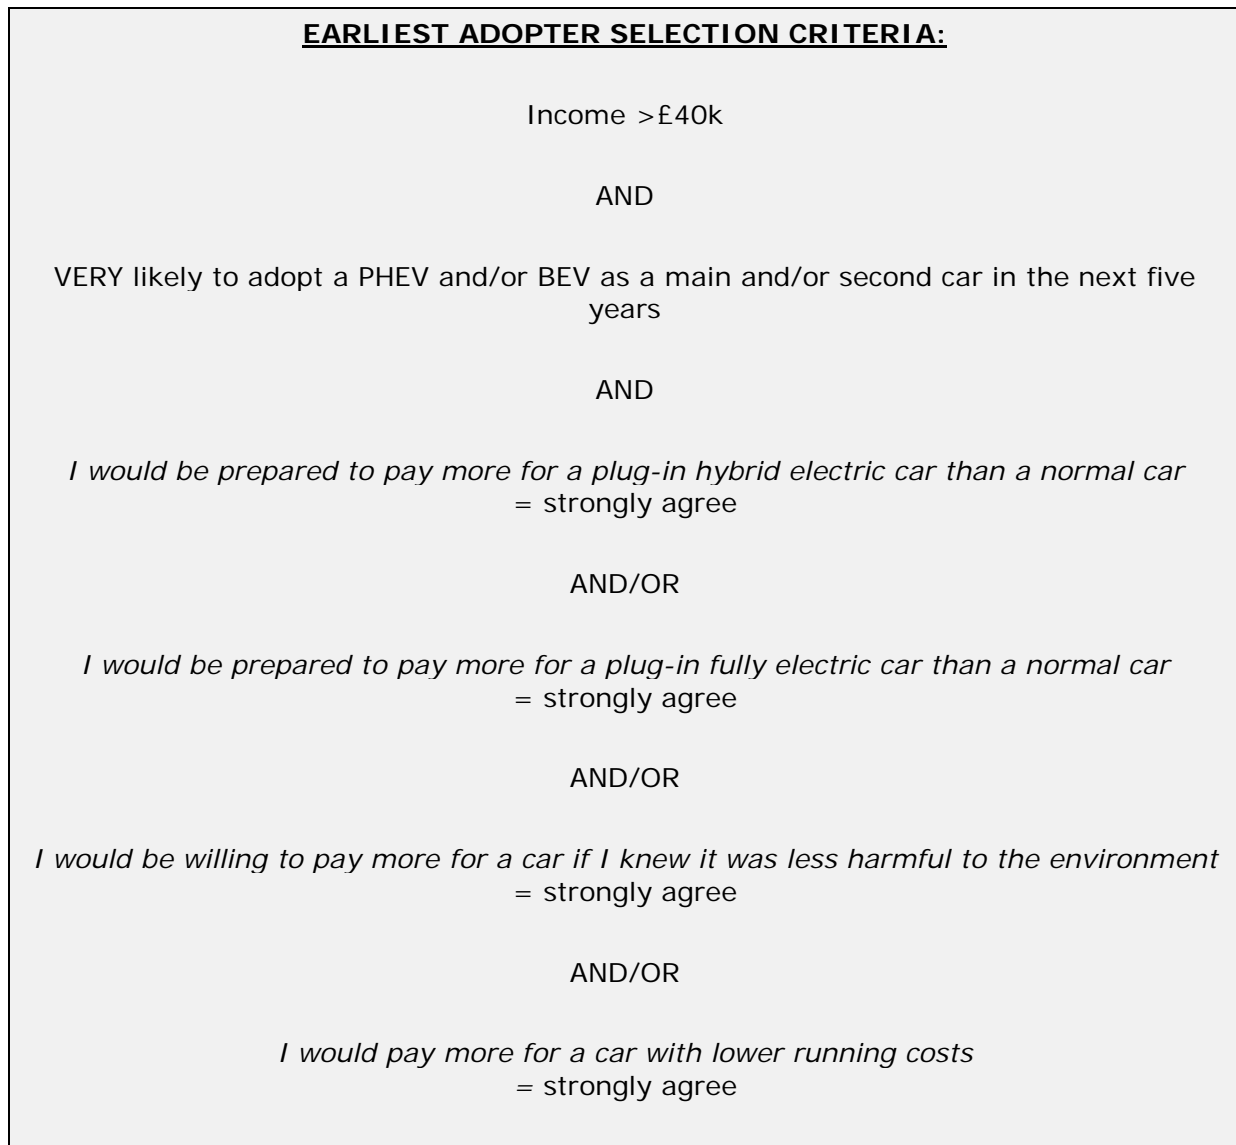 EARLIEST ADOPTER SELECTION CRITERIA:
Income >£40k
AND
VERY likely to adopt a PHEV and/or BEV as a main and/or second car in the next five
years
AND
I would be prepared to pay more for a plug-in hybrid electric car than a normal car
= strongly agree
AND/OR
I would be prepared to pay more for a plug-in fully electric car than a normal car
= strongly agree
AND/OR
I would be willing to pay more for a car if I knew it was less harmful to the environment
= strongly agree
AND/OR
I would pay more for a car with lower running costs
= strongly agree